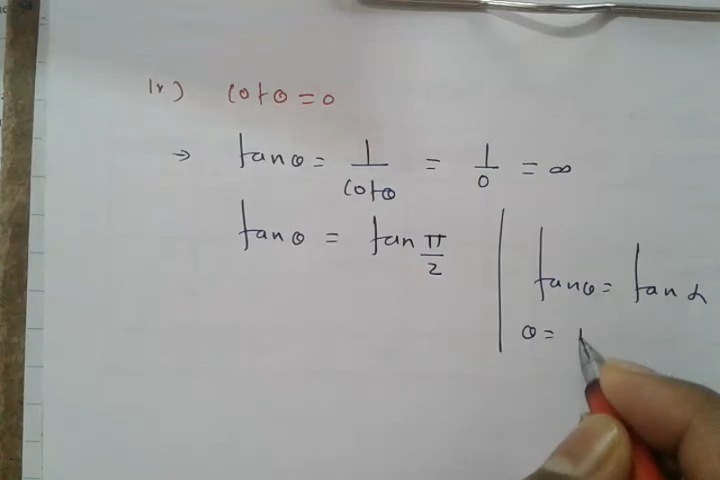 iv) cotθ = 0
⇒ tanθ = 1/cotθ = 1/0 = ∞
tanθ = tan π/2
tanθ = tan α
θ =